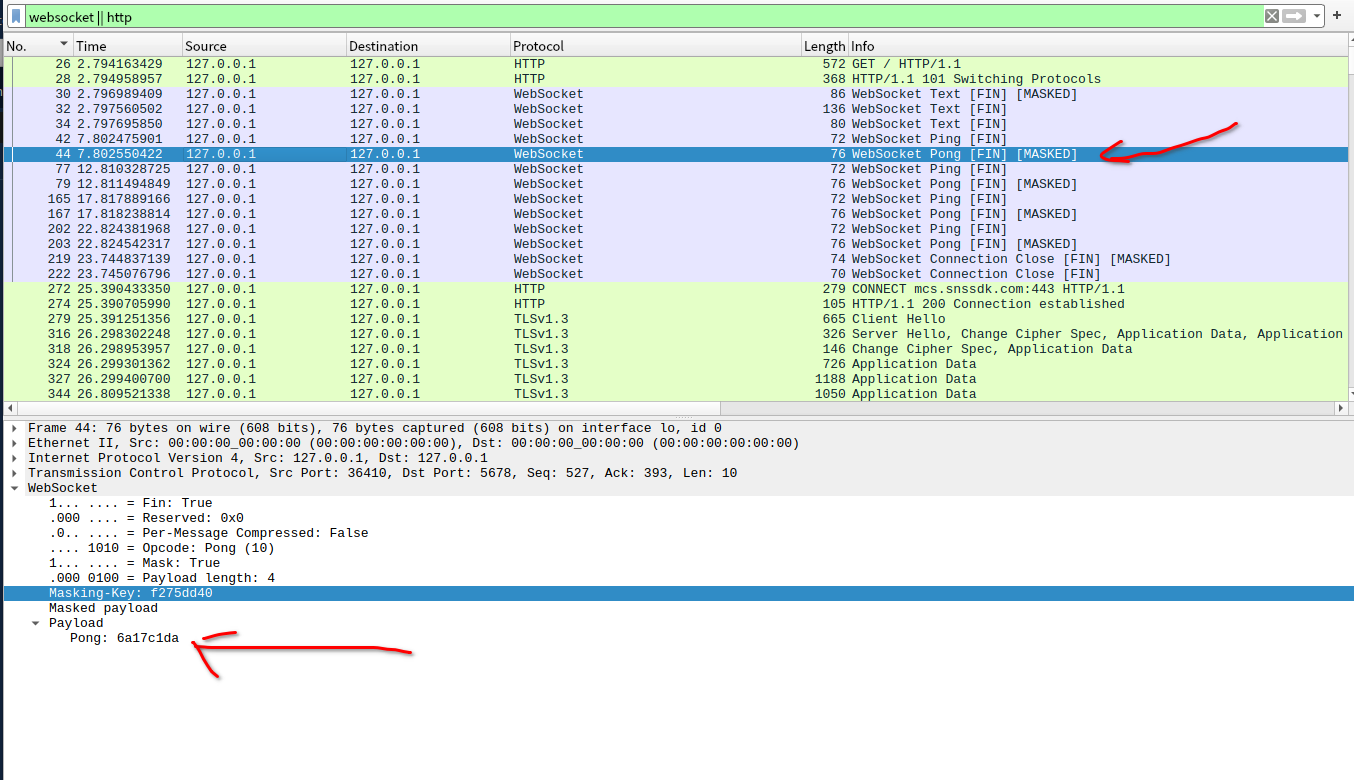 websocket || http
No. Time Source Destination Protocol Length Info
26 2.794163429 127.0.0.1 127.0.0.1 HTTP 572 GET / HTTP/1.1
28 2.794958957 127.0.0.1 127.0.0.1 HTTP 368 HTTP/1.1 101 Switching Protocols
30 2.796989409 127.0.0.1 127.0.0.1 WebSocket 86 WebSocket Text [FIN] [MASKED]
32 2.797560502 127.0.0.1 127.0.0.1 WebSocket 136 WebSocket Text [FIN]
34 2.797695850 127.0.0.1 127.0.0.1 WebSocket 80 WebSocket Text [FIN]
42 7.802475901 127.0.0.1 127.0.0.1 WebSocket 72 WebSocket Ping [FIN]
44 7.802550422 127.0.0.1 127.0.0.1 WebSocket 76 WebSocket Pong [FIN] [MASKED]
77 12.810328725 127.0.0.1 127.0.0.1 WebSocket 72 WebSocket Ping [FIN]
79 12.811494849 127.0.0.1 127.0.0.1 WebSocket 76 WebSocket Pong [FIN] [MASKED]
165 17.817889166 127.0.0.1 127.0.0.1 WebSocket 72 WebSocket Ping [FIN]
167 17.818238814 127.0.0.1 127.0.0.1 WebSocket 76 WebSocket Pong [FIN] [MASKED]
202 22.824381968 127.0.0.1 127.0.0.1 WebSocket 72 WebSocket Ping [FIN]
203 22.824542317 127.0.0.1 127.0.0.1 WebSocket 76 WebSocket Pong [FIN] [MASKED]
219 23.744837139 127.0.0.1 127.0.0.1 WebSocket 74 WebSocket Connection Close [FIN] [MASKED]
222 23.745076796 127.0.0.1 127.0.0.1 WebSocket 70 WebSocket Connection Close [FIN]
272 25.390433350 127.0.0.1 127.0.0.1 HTTP 279 CONNECT mcs.snssdk.com:443 HTTP/1.1
274 25.390705990 127.0.0.1 127.0.0.1 HTTP 105 HTTP/1.1 200 Connection established
279 25.391251356 127.0.0.1 127.0.0.1 TLSv1.3 665 Client Hello
316 26.298302248 127.0.0.1 127.0.0.1 TLSv1.3 326 Server Hello, Change Cipher Spec, Application Data, Application
318 26.298953957 127.0.0.1 127.0.0.1 TLSv1.3 146 Change Cipher Spec, Application Data
324 26.299301362 127.0.0.1 127.0.0.1 TLSv1.3 726 Application Data
327 26.299400700 127.0.0.1 127.0.0.1 TLSv1.3 1188 Application Data
344 26.809521338 127.0.0.1 127.0.0.1 TLSv1.3 1050 Application Data
Frame 44: 76 bytes on wire (608 bits), 76 bytes captured (608 bits) on interface lo, id 0
Ethernet II, Src: 00:00:00_00:00:00 (00:00:00:00:00:00), Dst: 00:00:00_00:00:00 (00:00:00:00:00:00)
Internet Protocol Version 4, Src: 127.0.0.1, Dst: 127.0.0.1
Transmission Control Protocol, Src Port: 36410, Dst Port: 5678, Seq: 527, Ack: 393, Len: 10
WebSocket
1... .... = Fin: True
.000 .... = Reserved: 0x0
.0.. .... = Per-Message Compressed: False
.... 1010 = Opcode: Pong (10)
1... .... = Mask: True
.000 0100 = Payload length: 4
Masking-Key: f275dd40
Masked payload
Payload
Pong: 6a17c1da